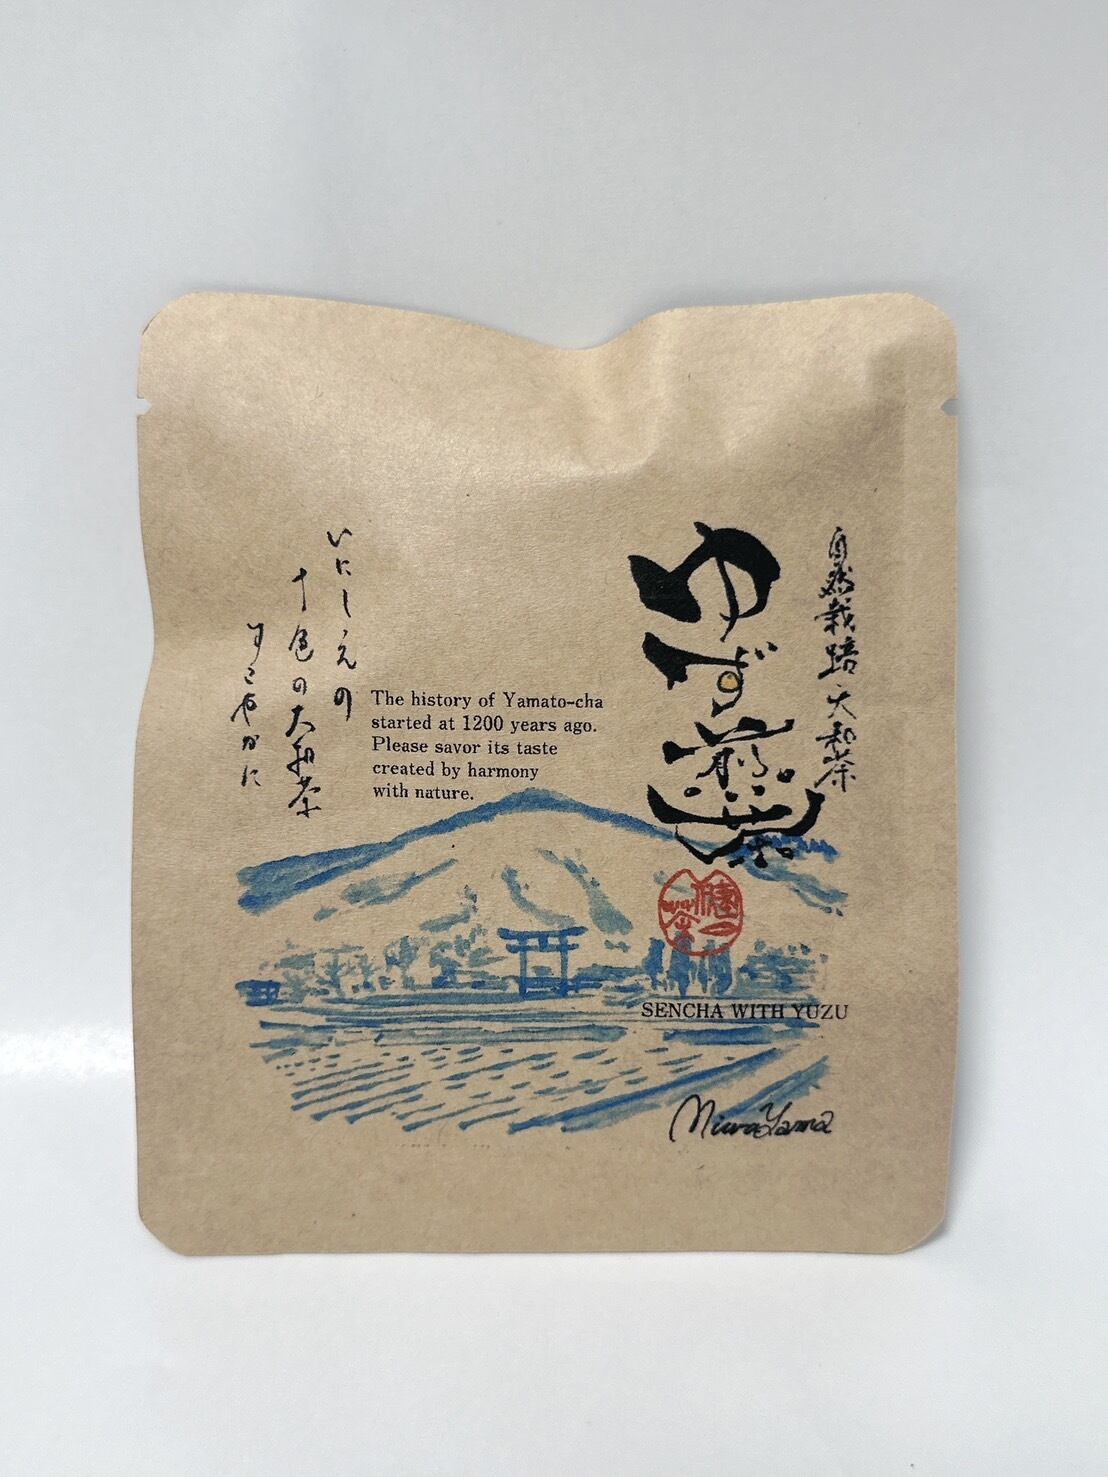 自然栽培大和茶
ゆず煎茶
いにしえの
十色の大和茶
すこやかに
The history of Yamato-cha
started at 1200 years ago.
Please savor its taste
created by harmony
with nature.
SENCHA WITH YUZU
MiwaYama